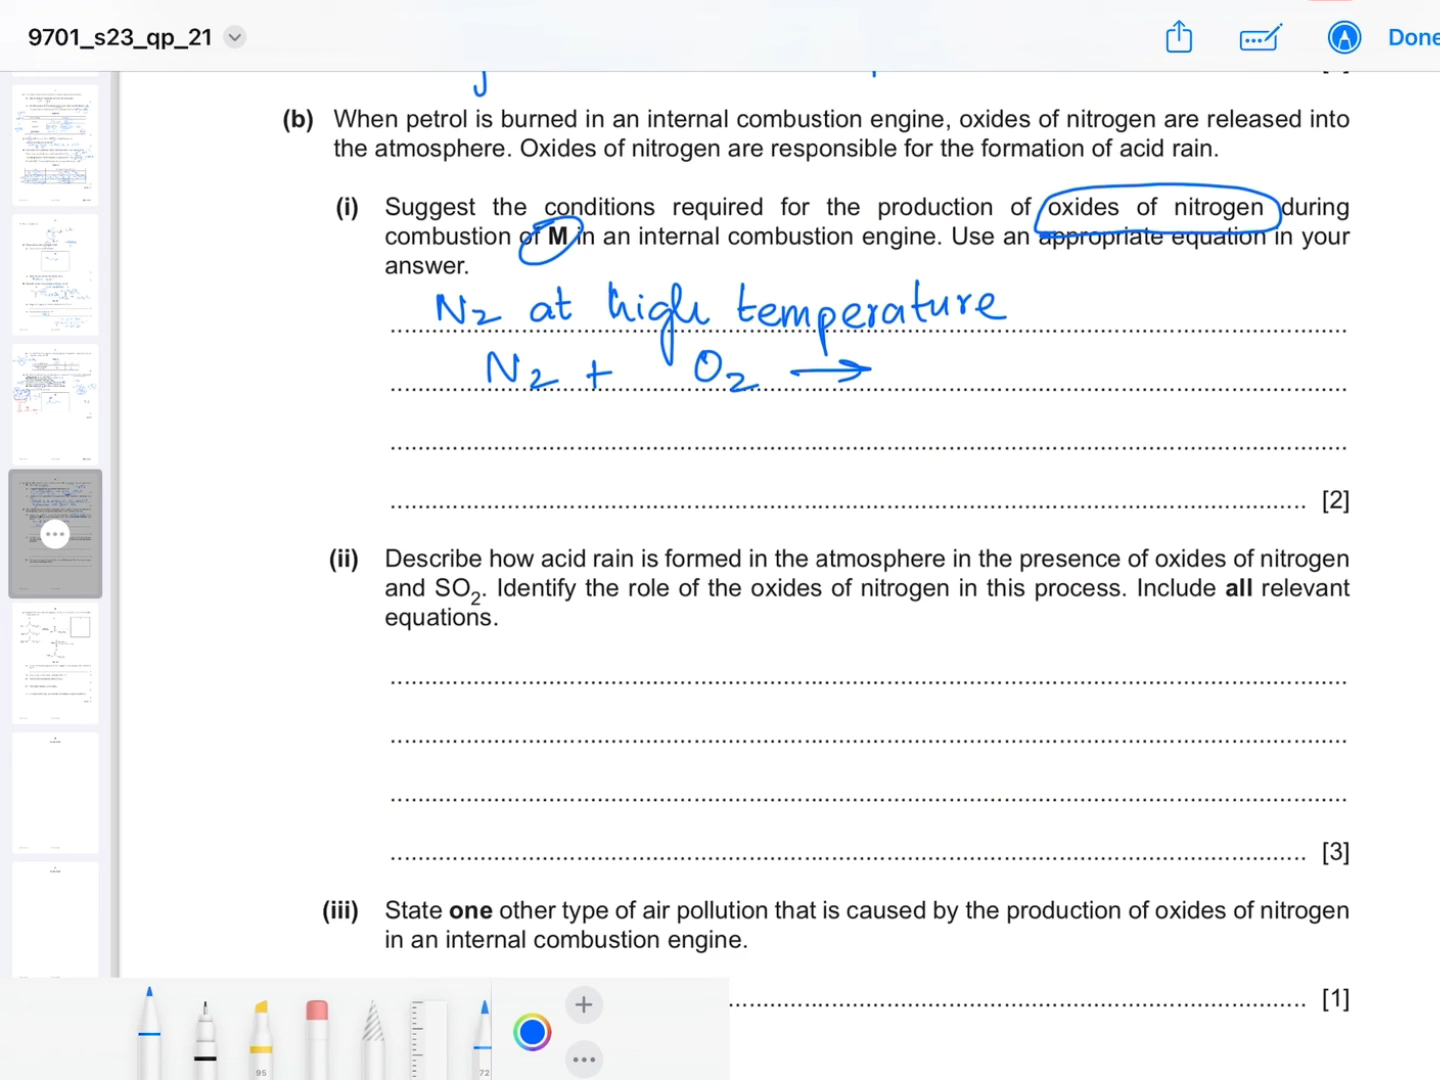 9701_s23_qp_21
Done
(b) When petrol is burned in an internal combustion engine, oxides of nitrogen are released into
the atmosphere. Oxides of nitrogen are responsible for the formation of acid rain.
(i) Suggest the conditions required for the production of oxides of nitrogen during
combustion of M in an internal combustion engine. Use an appropriate equation in your
answer.
N2 at high temperature
N2 + O2 →
[2]
(ii) Describe how acid rain is formed in the atmosphere in the presence of oxides of nitrogen
and SO2. Identify the role of the oxides of nitrogen in this process. Include all relevant
equations.
[3]
(iii) State one other type of air pollution that is caused by the production of oxides of nitrogen
in an internal combustion engine.
[1]
95
72